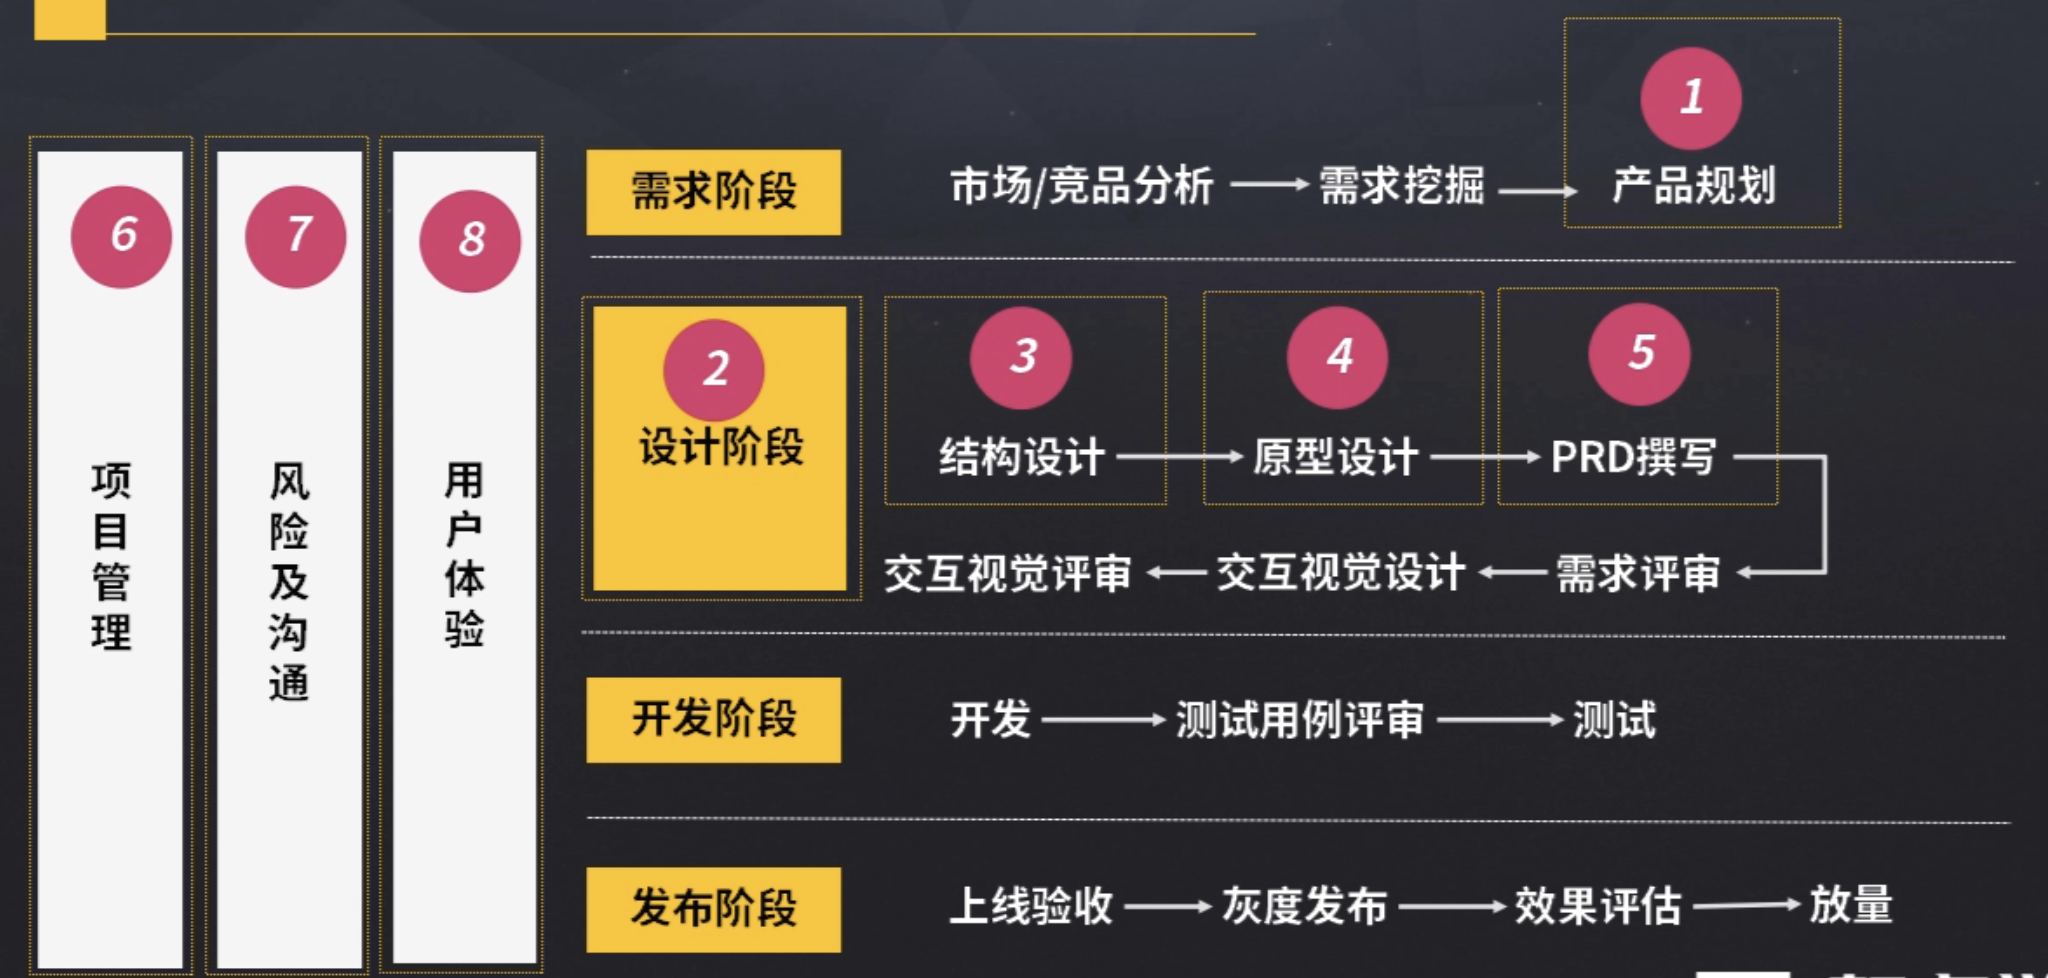 6
项目管理
7
风险及沟通
8
用户体验
1
需求阶段
市场/竞品分析
需求挖掘
产品规划
2
设计阶段
3
结构设计
4
原型设计
5
PRD撰写
需求评审
交互视觉设计
交互视觉评审
开发阶段
开发
测试用例评审
测试
发布阶段
上线验收
灰度发布
效果评估
放量